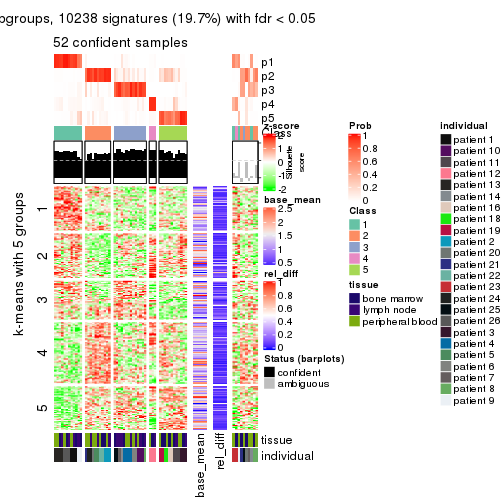 ogroups, 10238 signatures (19.7%) with fdr < 0.05
52 confident samples
p1
p2
p3
p4
p5
Class
Silhouette score
1
2
3
4
5
k-means with 5 groups
tissue
individual
base_mean
rel_diff
z-score
-2
base_mean
2.5
2
1.5
1
0.5
rel_diff
1
0.8
0.6
0.4
0.2
0
Status (barplots)
confident
ambiguous
Prob
1
0.8
0.6
0.4
0.2
0
Class
1
2
3
4
5
tissue
bone marrow
lymph node
peripheral blood
individual
patient 1
patient 10
patient 11
patient 12
patient 13
patient 14
patient 16
patient 18
patient 19
patient 2
patient 20
patient 21
patient 22
patient 23
patient 24
patient 25
patient 26
patient 3
patient 4
patient 5
patient 6
patient 7
patient 8
patient 9